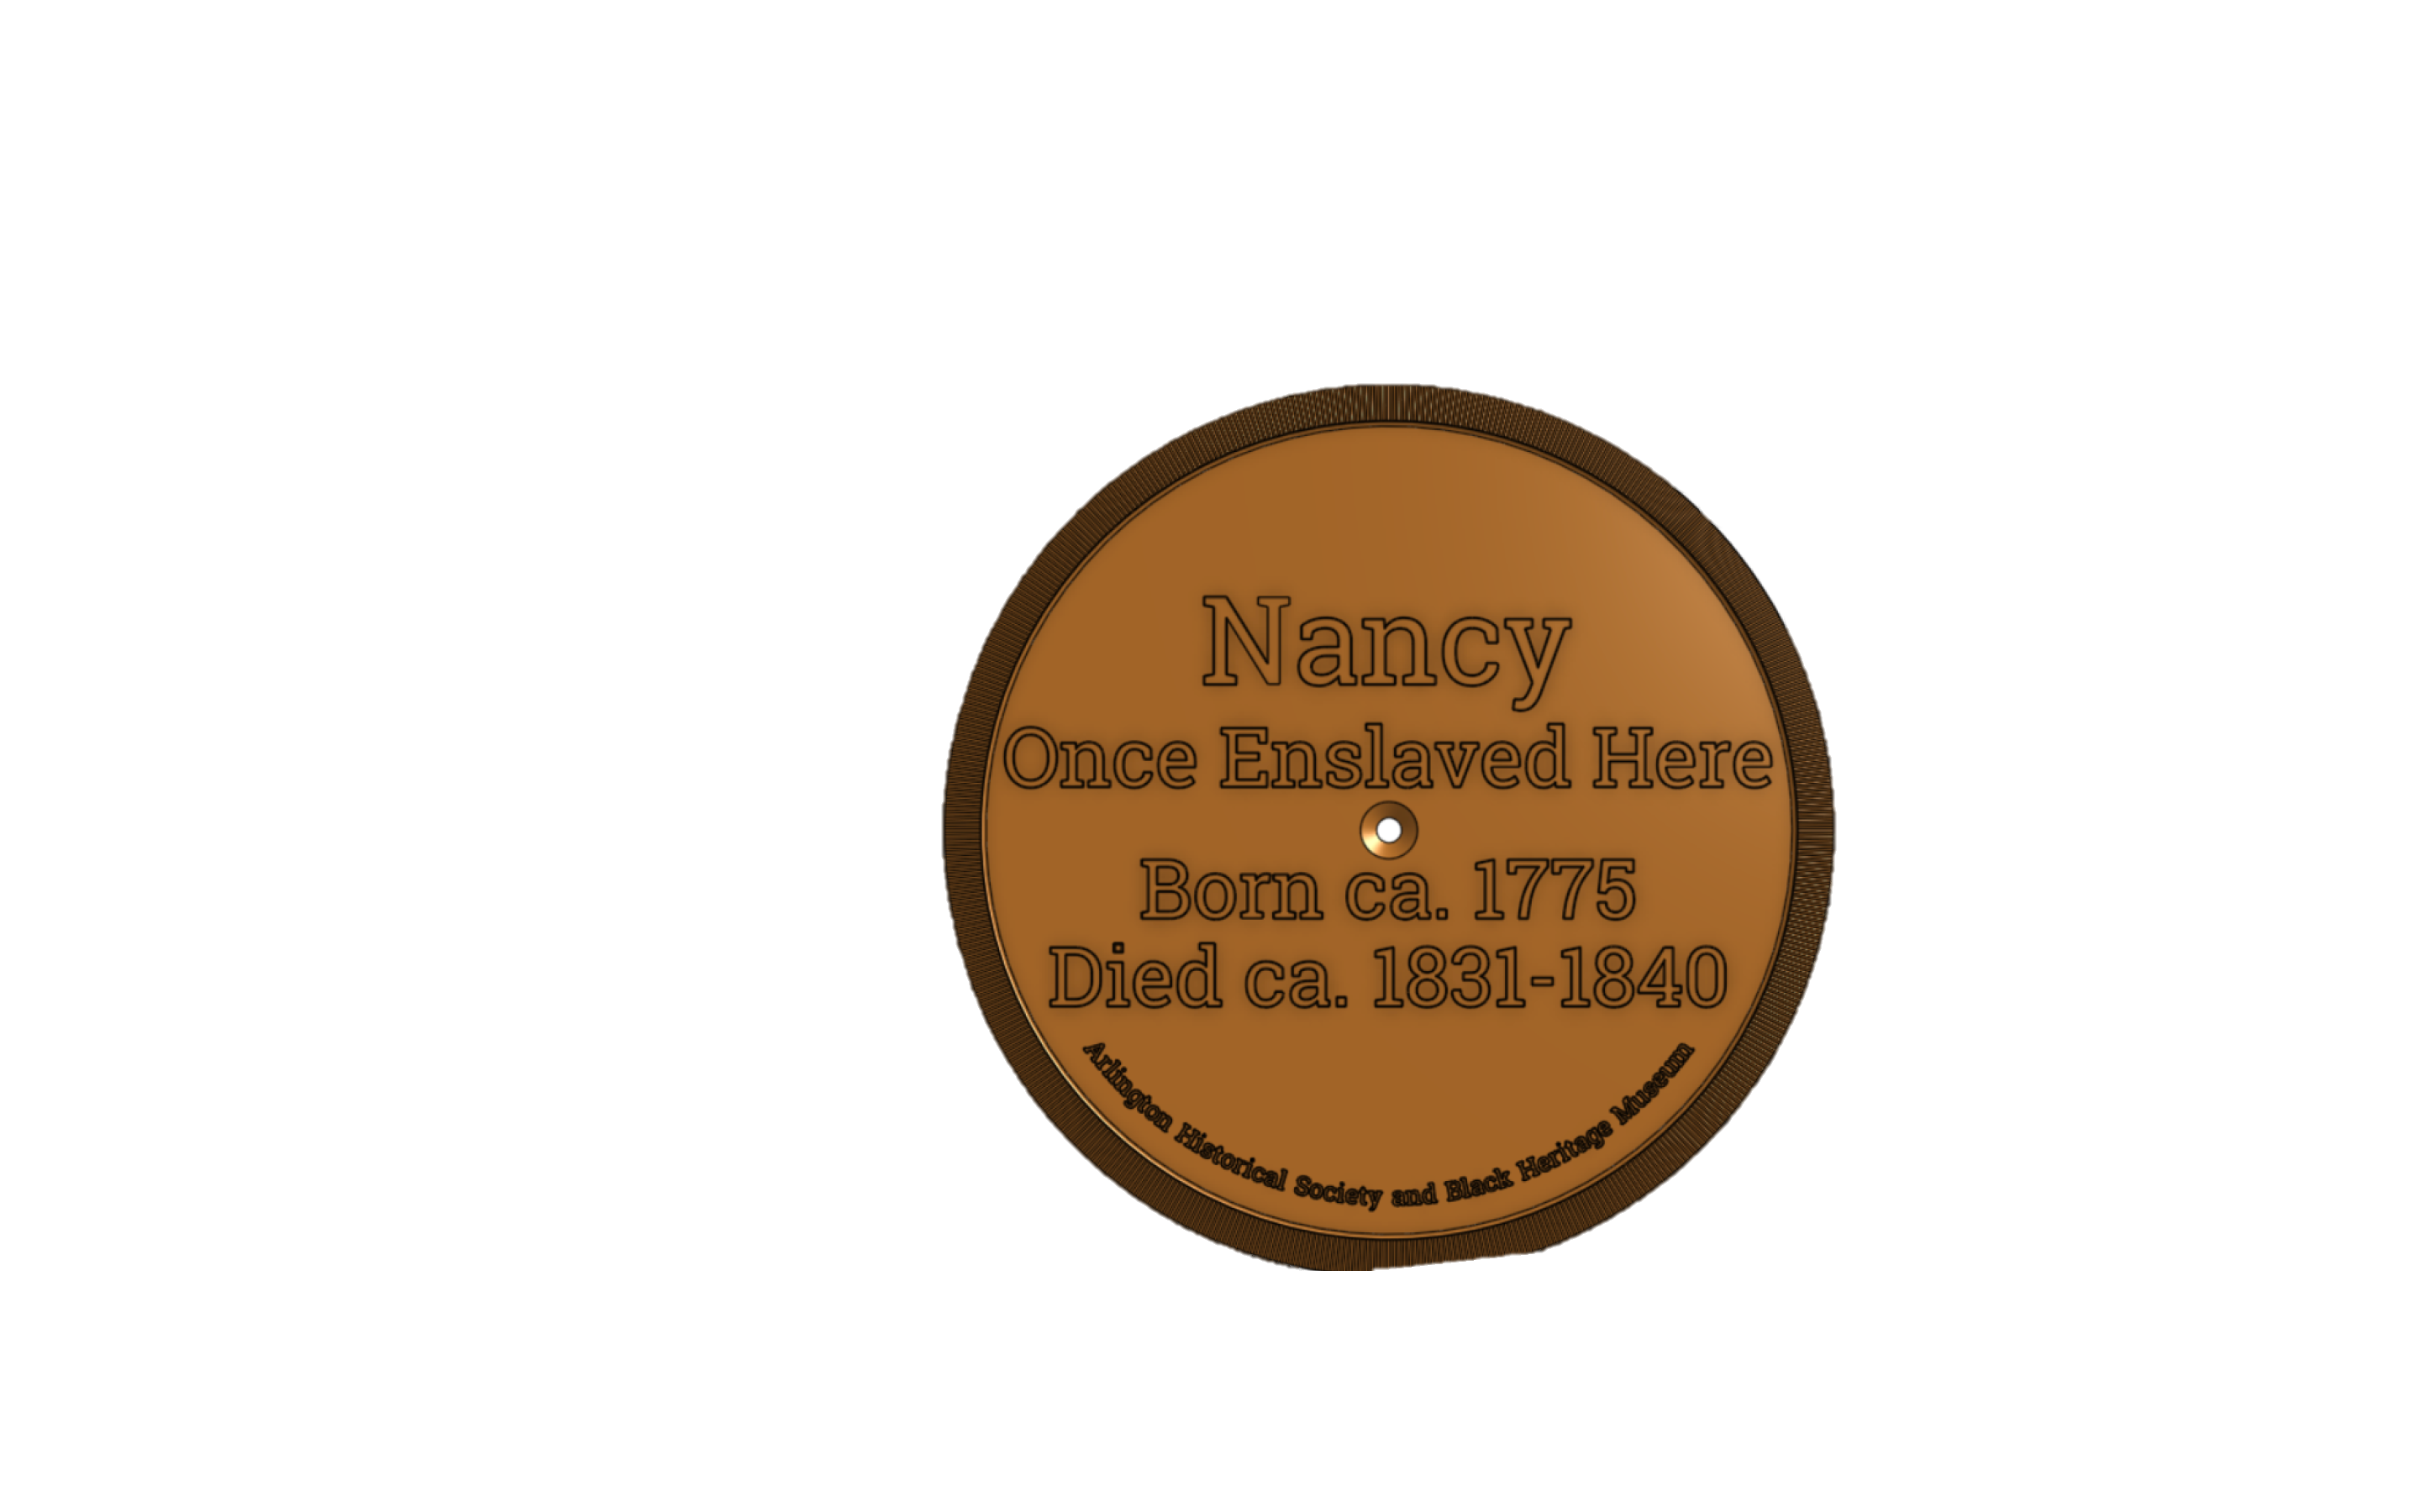 Nancy
Once Enslaved Here
Born ca. 1775
Died ca. 1831-1840
Arlington Historical Society and Black Heritage Museum